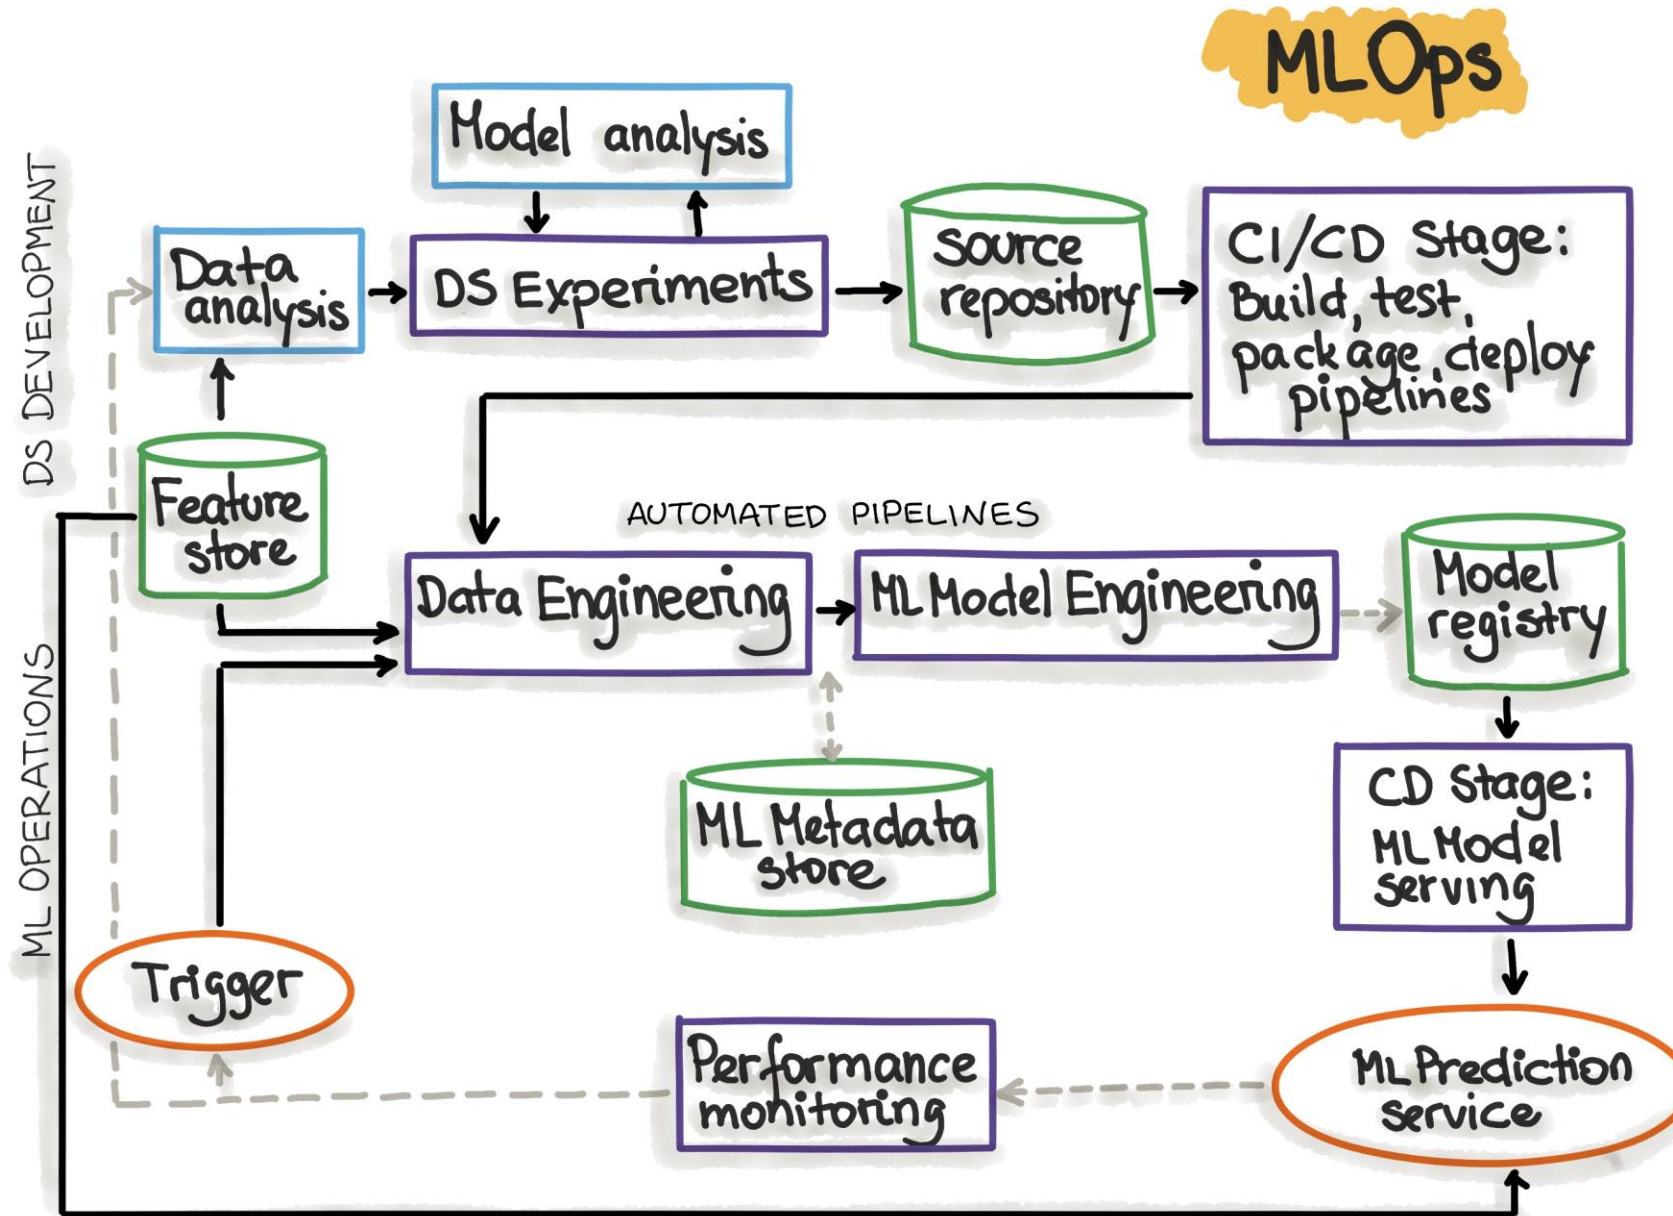 MLOps
Model analysis
DS DEVELOPMENT
Data
analysis
DS Experiments
Source
repository
CI/CD Stage:
Build, test,
package, deploy
pipelines
Feature
store
AUTOMATED PIPELINES
Data Engineering
ML Model Engineering
Model
registry
ML OPERATIONS
ML Metadata
store
CD Stage:
ML Model
serving
Trigger
Performance
monitoring
ML Prediction
service